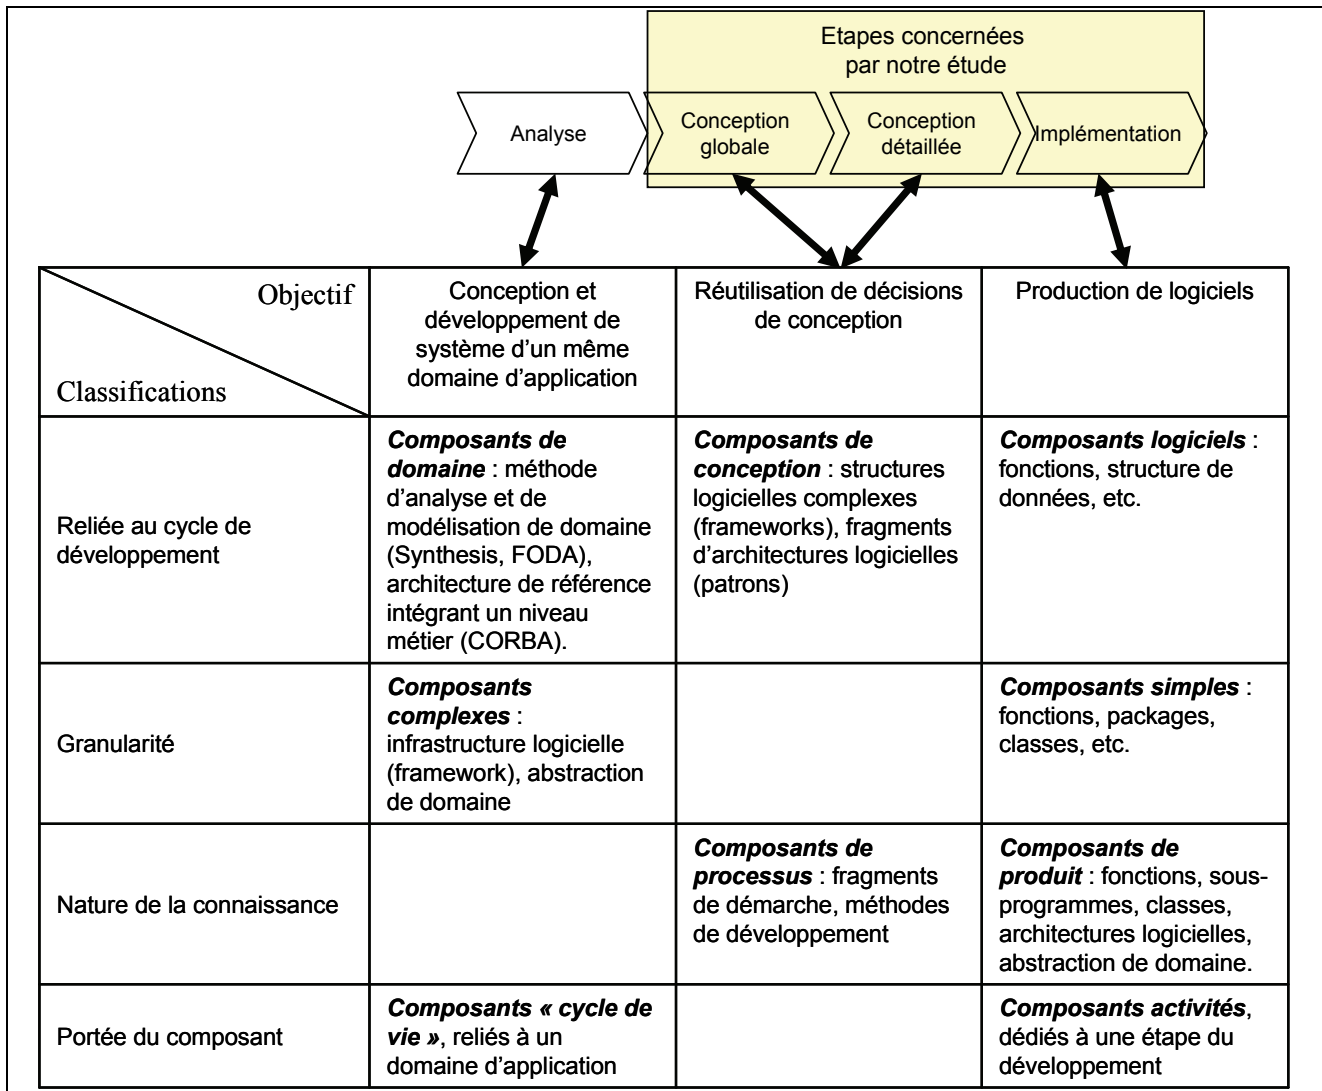 Etapes concernées
par notre étude
Analyse
Conception
globale
Conception
détaillée
Implémentation
Objectif
Classifications
Conception et
développement de
système d'un même
domaine d'application
Réutilisation de décisions
de conception
Production de logiciels
Reliée au cycle de
développement
Composants de
domaine : méthode
d'analyse et de
modélisation de domaine
(Synthesis, FODA),
architecture de référence
intégrant un niveau
métier (CORBA).
Composants de
conception : structures
logicielles complexes
(frameworks), fragments
d'architectures logicielles
(patrons)
Composants logiciels :
fonctions, structure de
données, etc.
Granularité
Composants
complexes :
infrastructure logicielle
(framework), abstraction
de domaine
Composants simples :
fonctions, packages,
classes, etc.
Nature de la connaissance
Composants de
processus : fragments
de démarche, méthodes
de développement
Composants de
produit : fonctions, sous-
programmes, classes,
architectures logicielles,
abstraction de domaine.
Portée du composant
Composants « cycle de
vie », reliés à un
domaine d'application
Composants activités,
dédiés à une étape du
développement